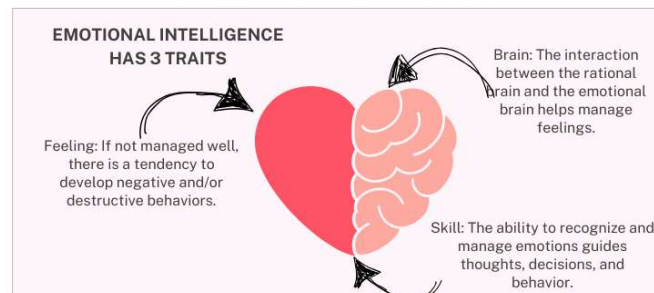 EMOTIONAL INTELLIGENCE
HAS 3 TRAITS
Brain: The interaction
between the rational
brain and the emotional
brain helps manage
feelings.
Feeling: If not managed well,
there is a tendency to
develop negative and/or
destructive behaviors.
Skill: The ability to recognize and
manage emotions guides
thoughts, decisions, and
behavior.